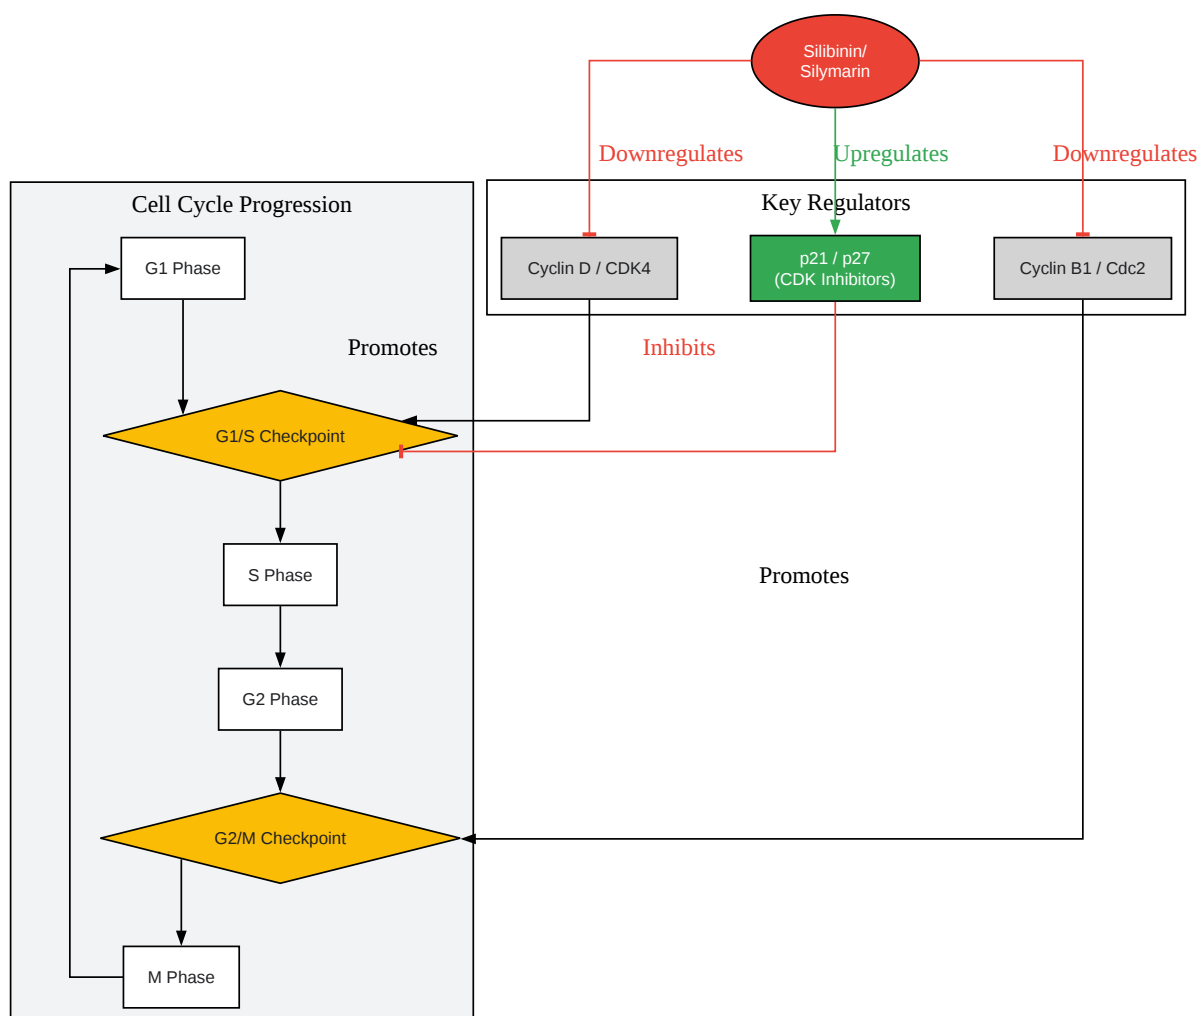 Silibinin/
Silymarin
Downregulates
Upregulates
Downregulates
Cell Cycle Progression
Key Regulators
G1 Phase
Cyclin D / CDK4
p21 / p27
(CDK Inhibitors)
Cyclin B1 / Cdc2
Promotes
Inhibits
G1/S Checkpoint
S Phase
Promotes
G2 Phase
G2/M Checkpoint
M Phase